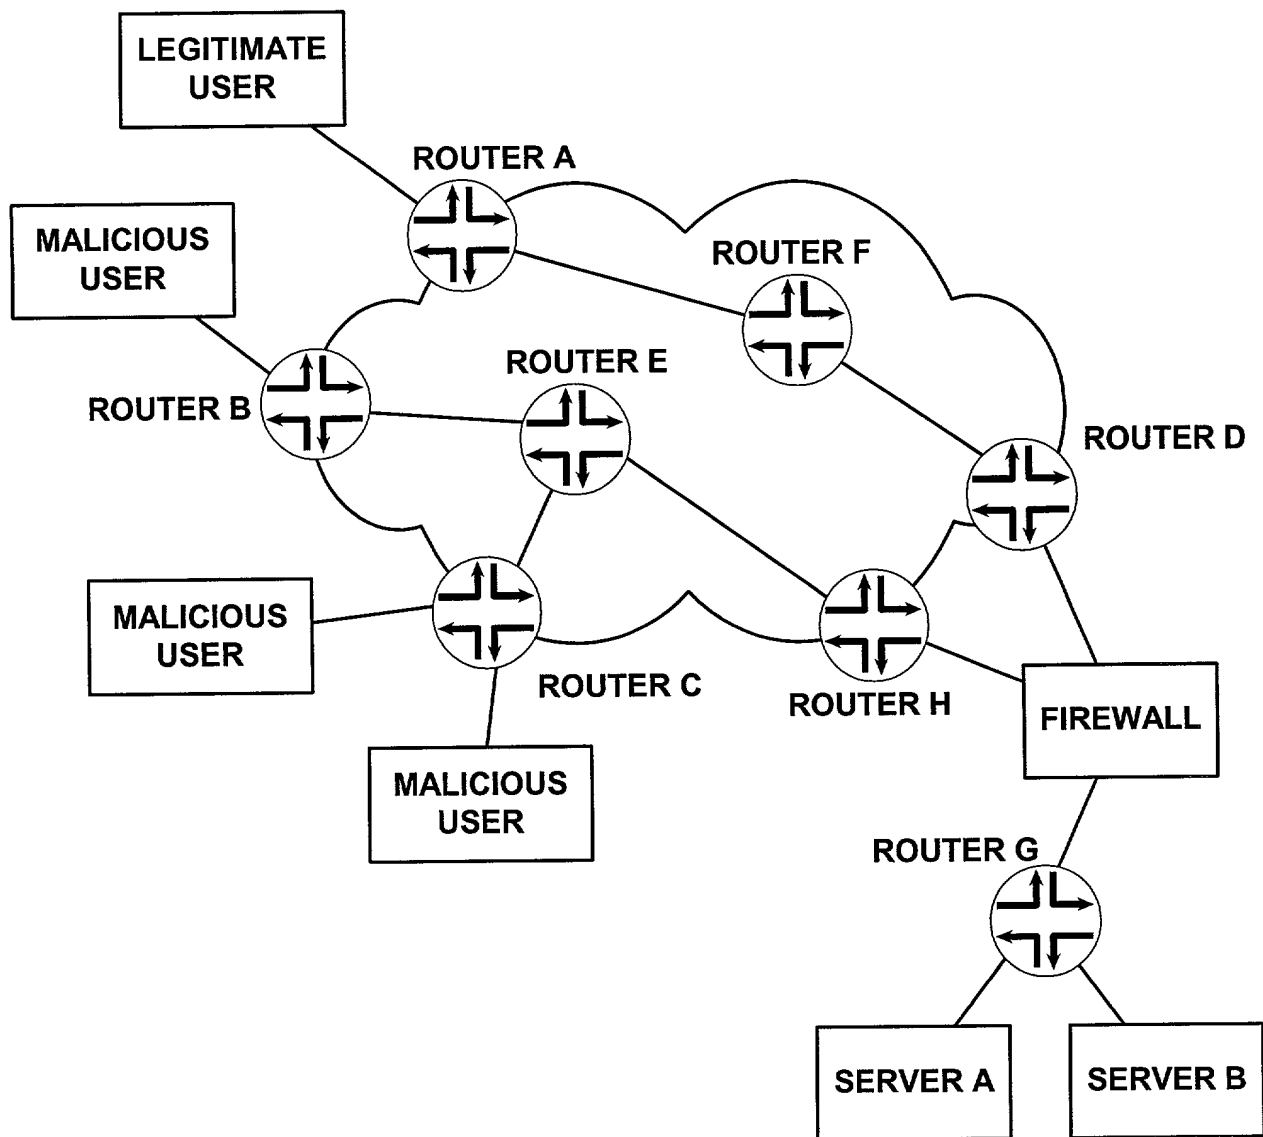 LEGITIMATE
USER
ROUTER A
MALICIOUS
USER
ROUTER F
ROUTER E
ROUTER B
ROUTER D
MALICIOUS
USER
ROUTER C
ROUTER H
FIREWALL
MALICIOUS
USER
ROUTER G
SERVER A
SERVER B